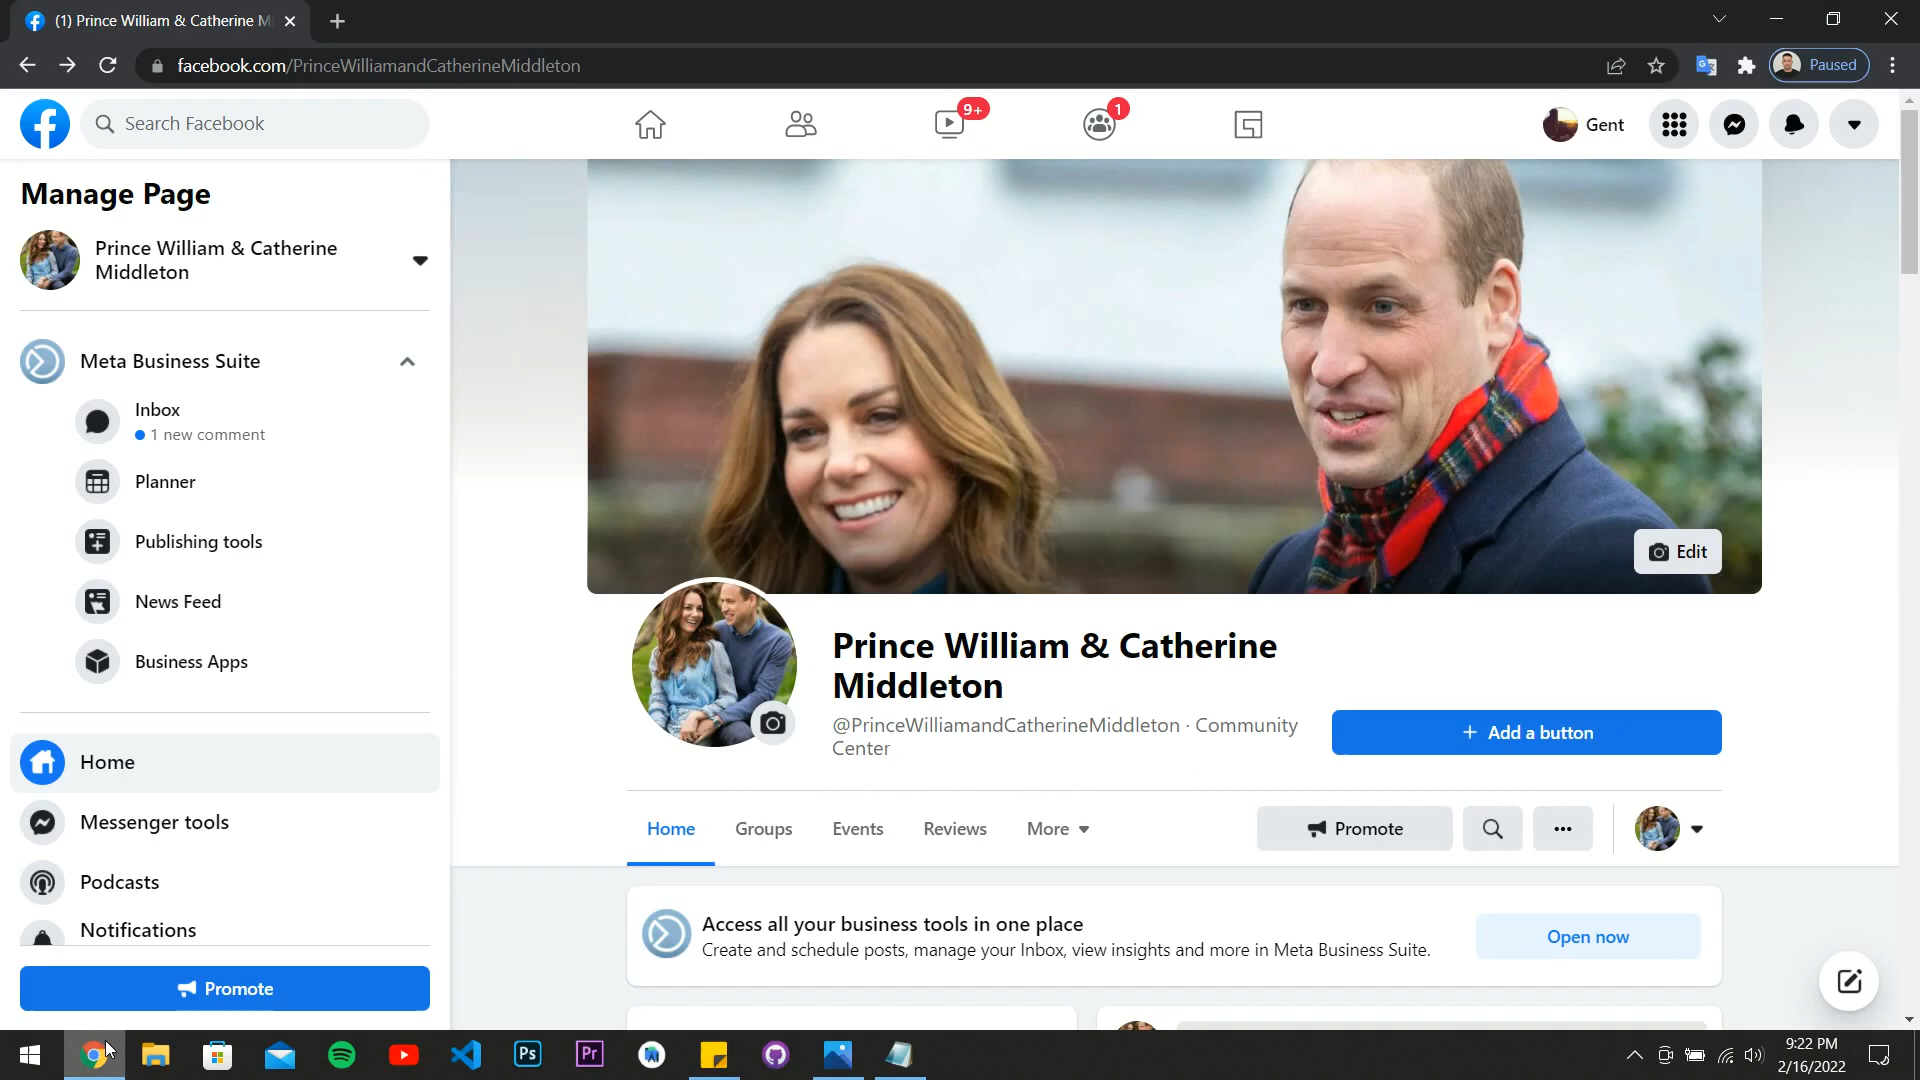 (1) Prince William & Catherine M
facebook.com/PrinceWilliamandCatherineMiddleton
Paused
Search Facebook
9+
1
Gent
Manage Page
Prince William & Catherine
Middleton
Meta Business Suite
Inbox
1 new comment
Planner
Publishing tools
News Feed
Business Apps
Home
Messenger tools
Podcasts
Notifications
Promote
Edit
Prince William & Catherine
Middleton
@PrinceWilliamandCatherineMiddleton · Community
Center
+ Add a button
Home
Groups
Events
Reviews
More
Promote
Access all your business tools in one place
Create and schedule posts, manage your Inbox, view insights and more in Meta Business Suite.
Open now
Ps
Pr
9:22 PM
2/16/2022